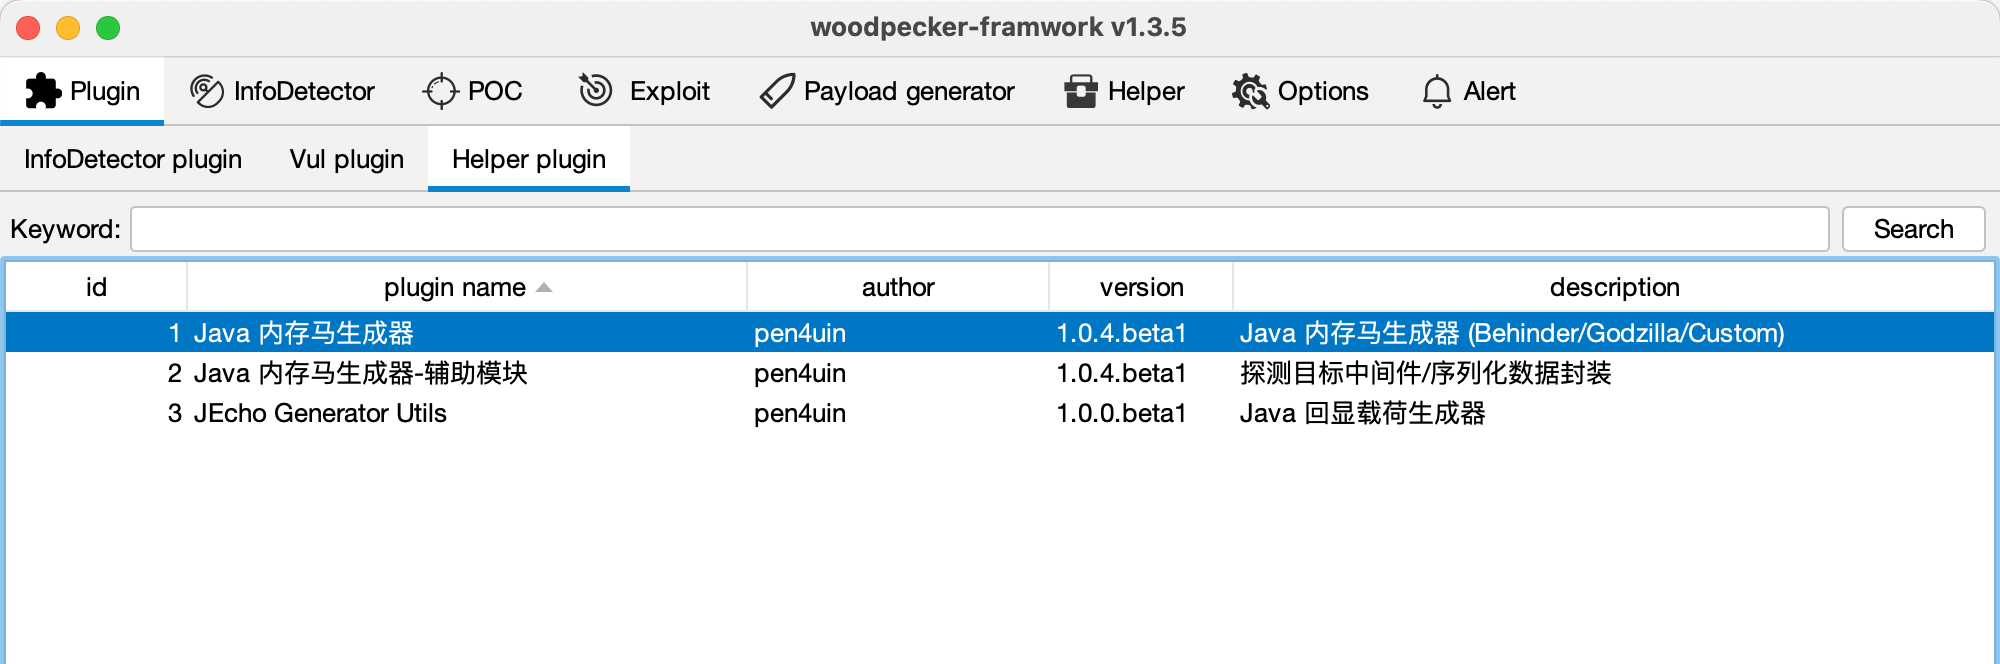 woodpecker-framwork v1.3.5
Plugin InfoDetector POC Exploit Payload generator Helper Options Alert
InfoDetector plugin Vul plugin Helper plugin
Keyword: Search
id plugin name author version description
1 Java 内存马生成器 pen4uin 1.0.4.beta1 Java 内存马生成器 (Behinder/Godzilla/Custom)
2 Java 内存马生成器-辅助模块 pen4uin 1.0.4.beta1 探测目标中间件/序列化数据封装
3 JEcho Generator Utils pen4uin 1.0.0.beta1 Java 回显载荷生成器